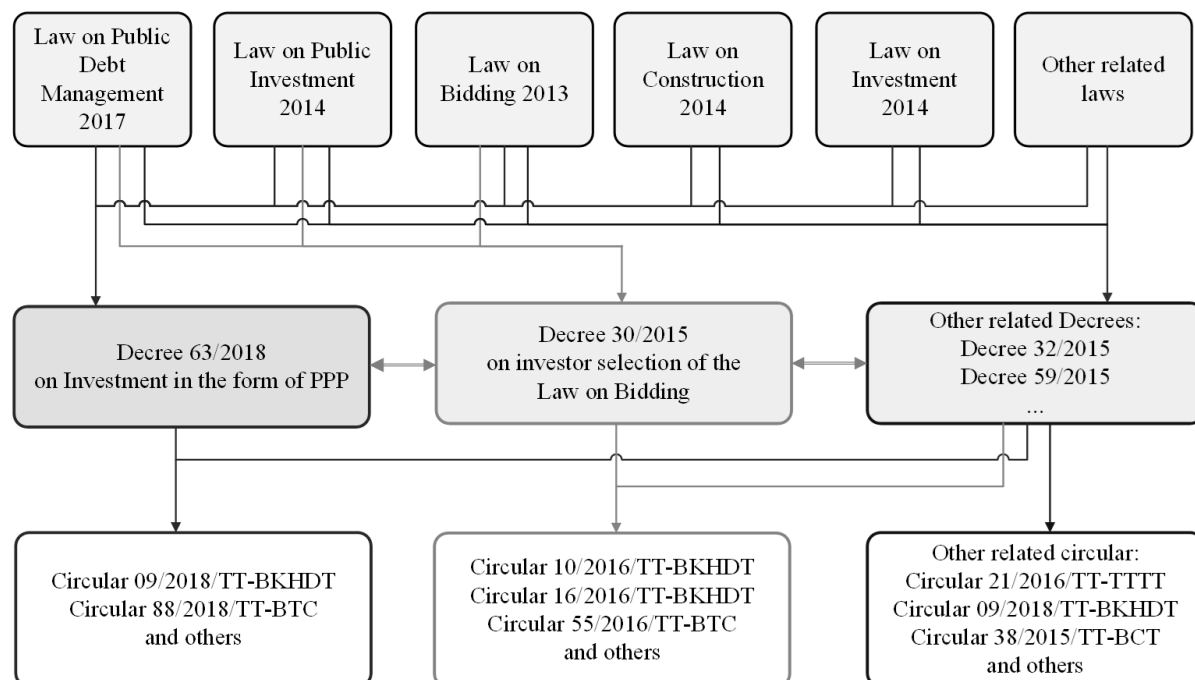 Law on Public
Debt
Management
2017
Law on Public
Investment
2014
Law on
Bidding 2013
Law on
Construction
2014
Law on
Investment
2014
Other related
laws
Decree 63/2018
on Investment in the form of PPP
Decree 30/2015
on investor selection of the
Law on Bidding
Other related Decrees:
Decree 32/2015
Decree 59/2015
...
Circular 09/2018/TT-BKHDT
Circular 88/2018/TT-BTC
and others
Circular 10/2016/TT-BKHDT
Circular 16/2016/TT-BKHDT
Circular 55/2016/TT-BTC
and others
Other related circular:
Circular 21/2016/TT-TTTT
Circular 09/2018/TT-BKHDT
Circular 38/2015/TT-BCT
and others